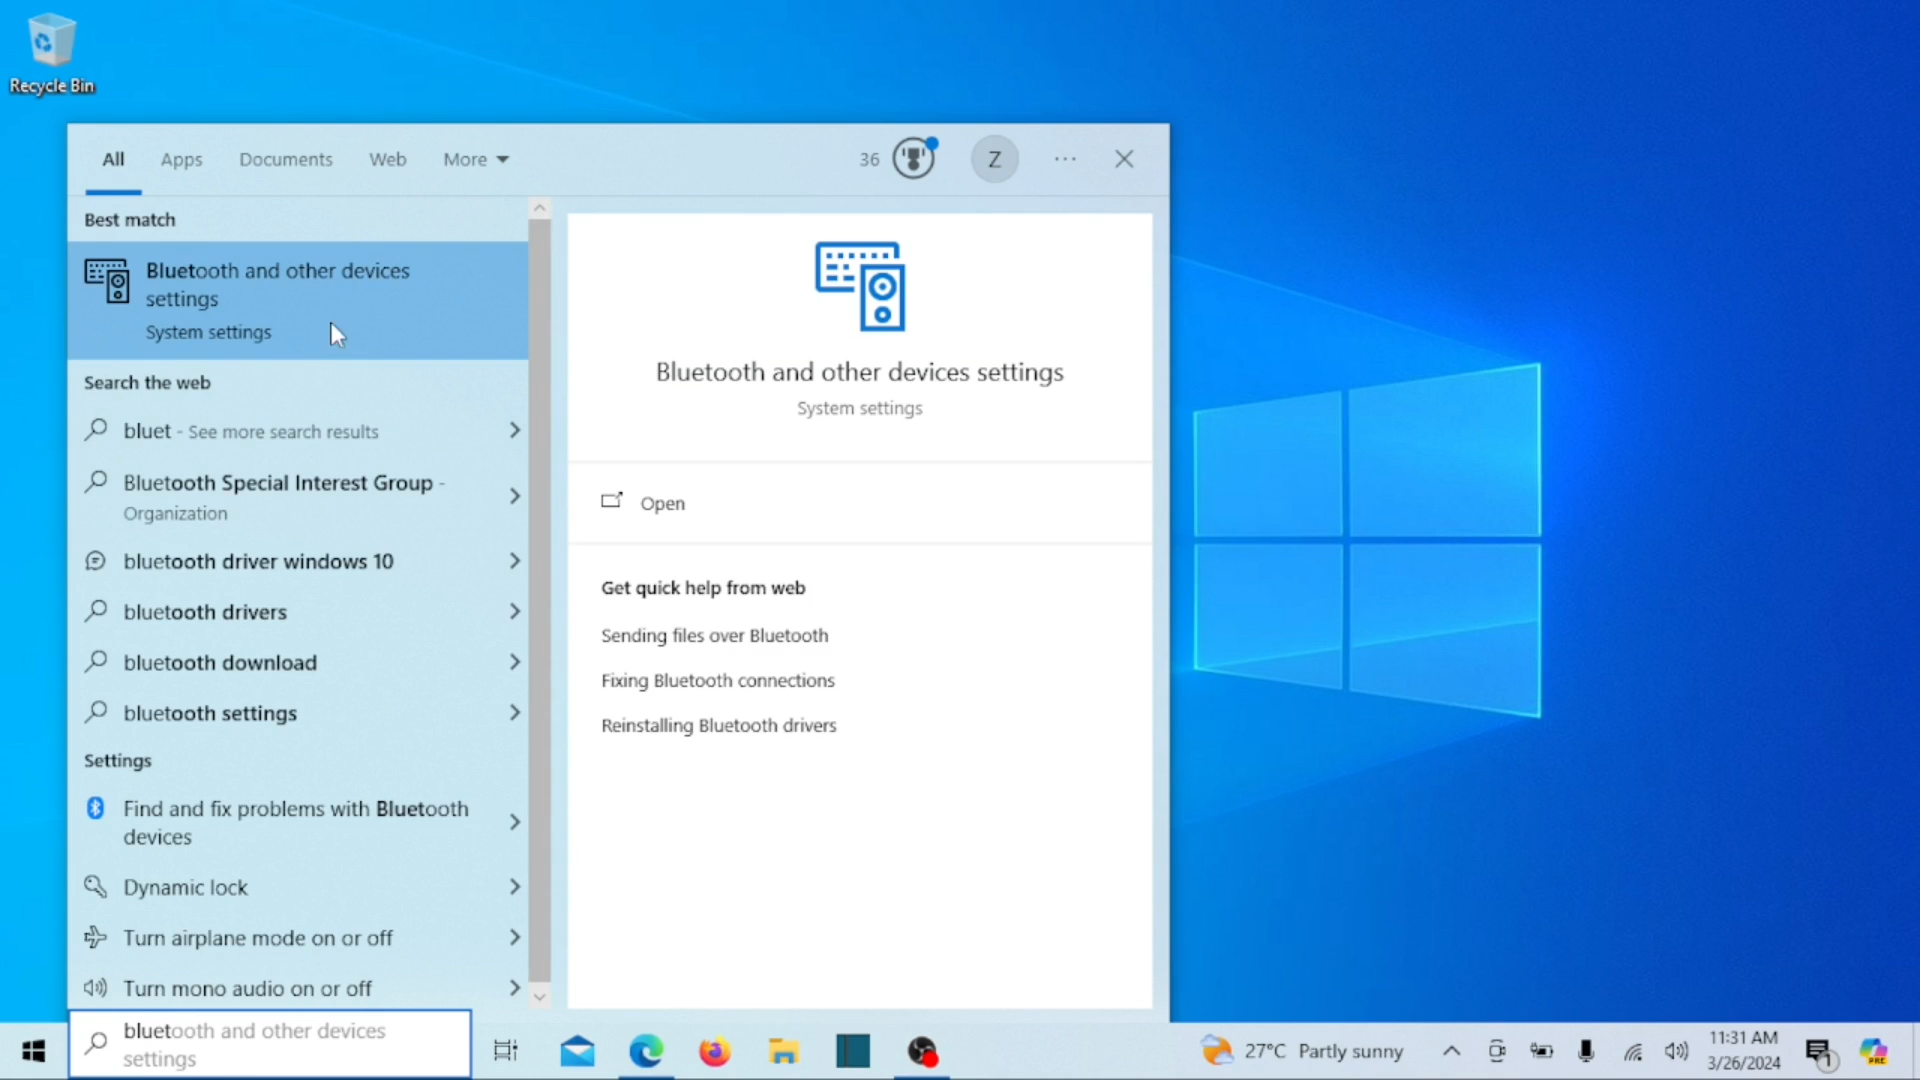 Recycle Bin
All Apps Documents Web More 36 Z
Best match
Bluetooth and other devices
settings
System settings
Search the web
bluet - See more search results
Bluetooth Special Interest Group -
Organization
bluetooth driver windows 10
bluetooth drivers
bluetooth download
bluetooth settings
Settings
Find and fix problems with Bluetooth
devices
Dynamic lock
Turn airplane mode on or off
Turn mono audio on or off
Bluetooth and other devices settings
System settings
Open
Get quick help from web
Sending files over Bluetooth
Fixing Bluetooth connections
Reinstalling Bluetooth drivers
bluetooth and other devices
settings
27°C Partly sunny
11:31 AM
3/26/2024
1
PRE